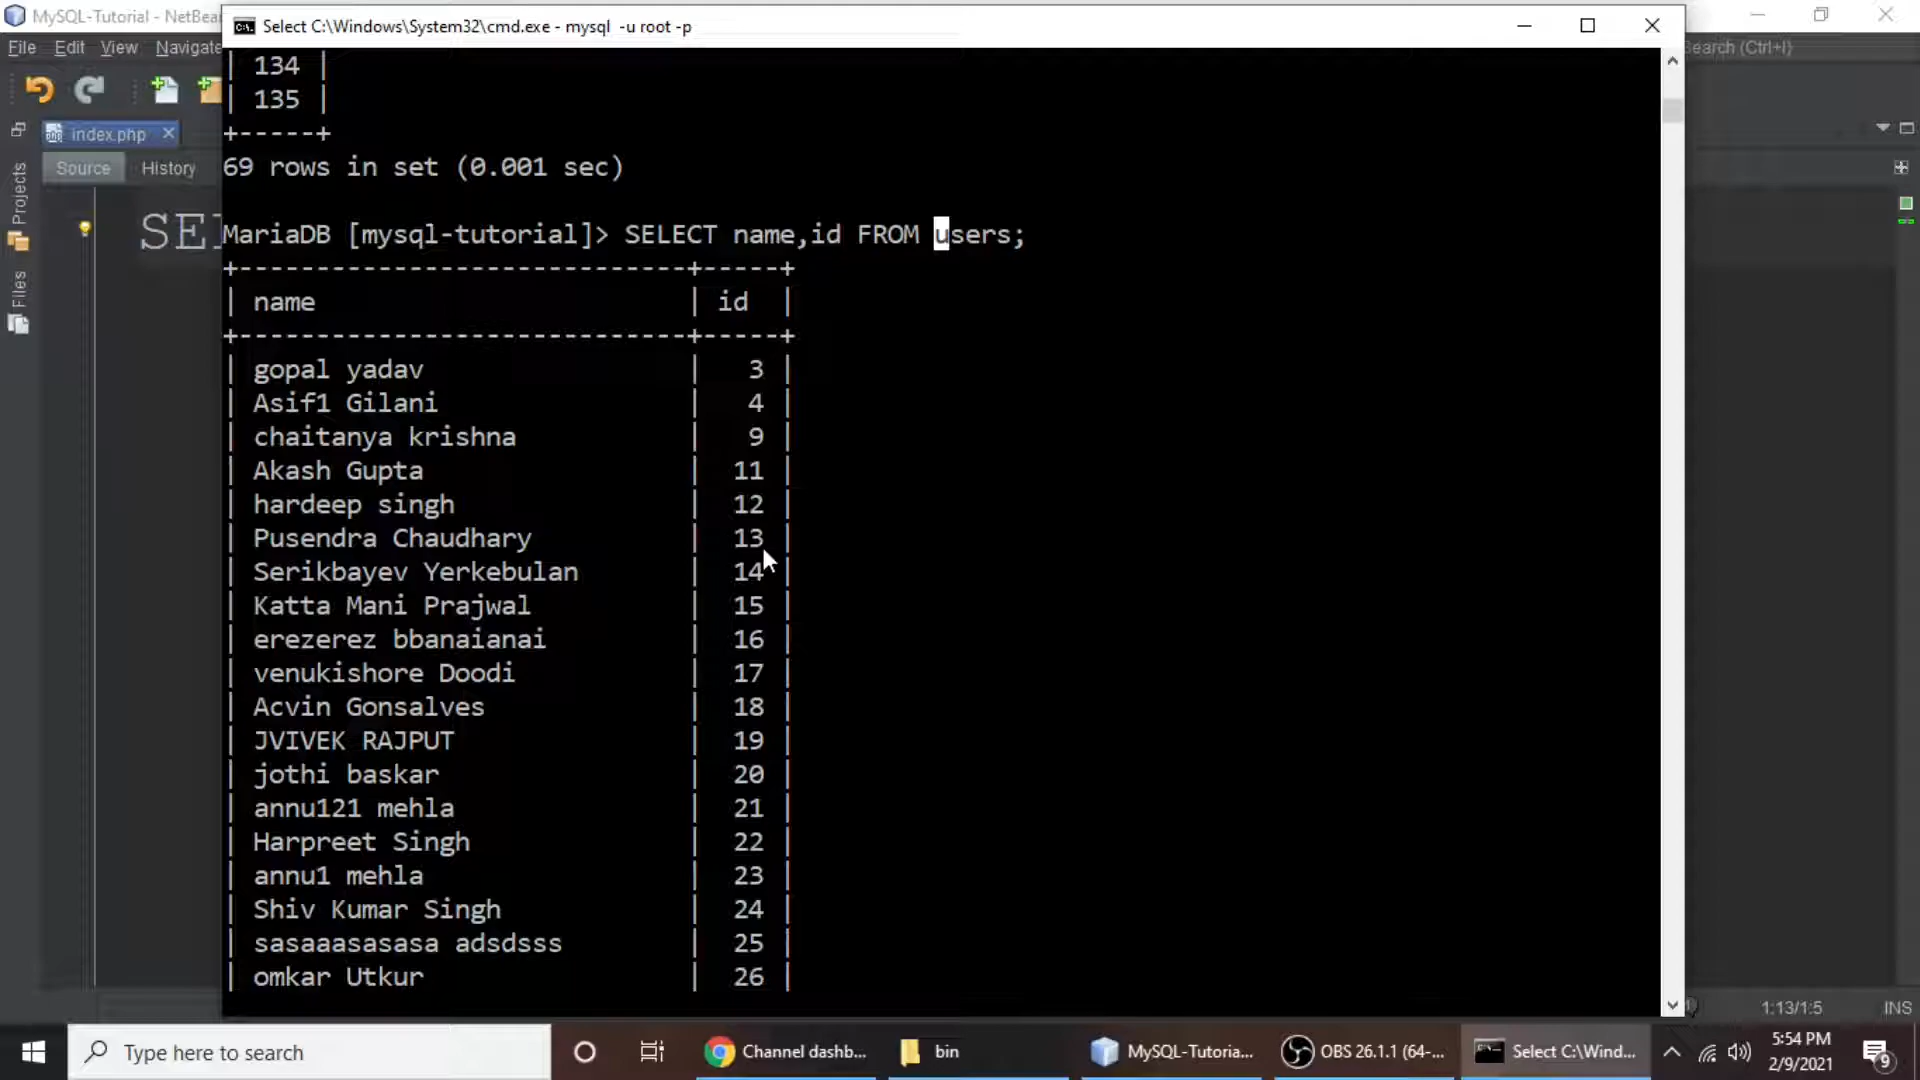 MySQL-Tutorial - NetBea
Select C:\Windows\System32\cmd.exe - mysql -u root -p
File Edit View Navigate
Search (Ctrl+I)
index.php
Source History
Projects
Files
SE
| 134 |
| 135 |
+-----+
69 rows in set (0.001 sec)
MariaDB [mysql-tutorial]> SELECT name,id FROM users;
+------------------------------+-----+
| name | id |
+------------------------------+-----+
| gopal yadav | 3 |
| Asif1 Gilani | 4 |
| chaitanya krishna | 9 |
| Akash Gupta | 11 |
| hardeep singh | 12 |
| Pusendra Chaudhary | 13 |
| Serikbayev Yerkebulan | 14 |
| Katta Mani Prajwal | 15 |
| erezerez bbanaianai | 16 |
| venukishore Doodi | 17 |
| Acvin Gonsalves | 18 |
| JVIVEK RAJPUT | 19 |
| jothi baskar | 20 |
| annu121 mehla | 21 |
| Harpreet Singh | 22 |
| annu1 mehla | 23 |
| Shiv Kumar Singh | 24 |
| sasaaasasasa adsdsss | 25 |
| omkar Utkur | 26 |
1:13/1:5 INS
Type here to search
Channel dashb...
bin
MySQL-Tutoria...
OBS 26.1.1 (64-...
Select C:\Wind...
5:54 PM
2/9/2021
9